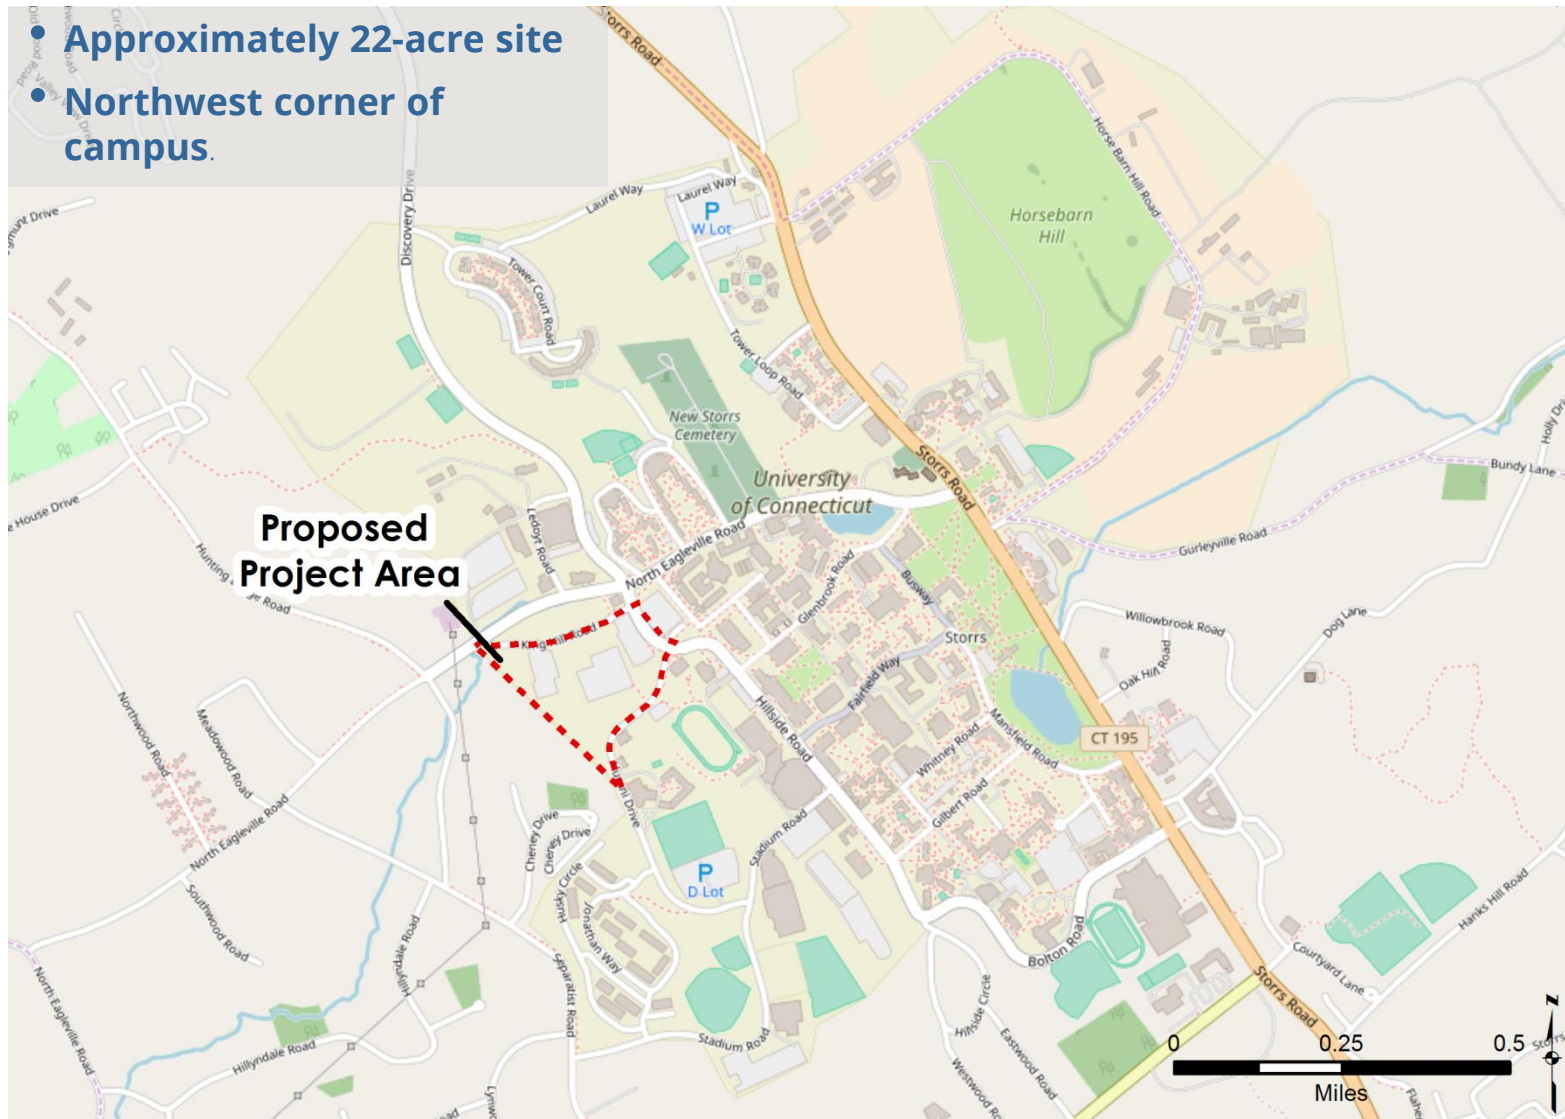 • Approximately 22-acre site
• Northwest corner of
campus.
Storrs Road
Discovery Drive
Laurel Way
Laurel Way
P
W Lot
Horse Barn Hill Road
Horsebarn
Hill
Tower Court Road
Tower Loop Road
New Storrs
Cemetery
University
of Connecticut
Storrs Road
Holly
Bundy Lane
Gurleyville Road
House Drive
Ledoyt Road
North Eagleville Road
Proposed
Project Area
Hunting
Road
King Hill Road
Glenbrook Road
Busway
Storrs
Willowbrook Road
Dog Lane
Oak Hill Road
Fairfield Way
Hillside Road
Mansfield Road
CT 195
Whitney Road
Gilbert Road
Northwood Road
Meadowood Road
Drive
North Eagleville Road
Cheney Drive
Cheney Drive
Stadium Road
P
D Lot
Husky Circle
Jonathan Way
Southwood Road
Hillyndale Road
Separatist Road
Bolton Road
Hanks Hill Road
Courtyard Lane
Storrs Road
North Eagleville Road
Hillside Circle
Eastwood Road
Westwood
Stadium Road
Hillyndale Road
0 0.25 0.5
Miles